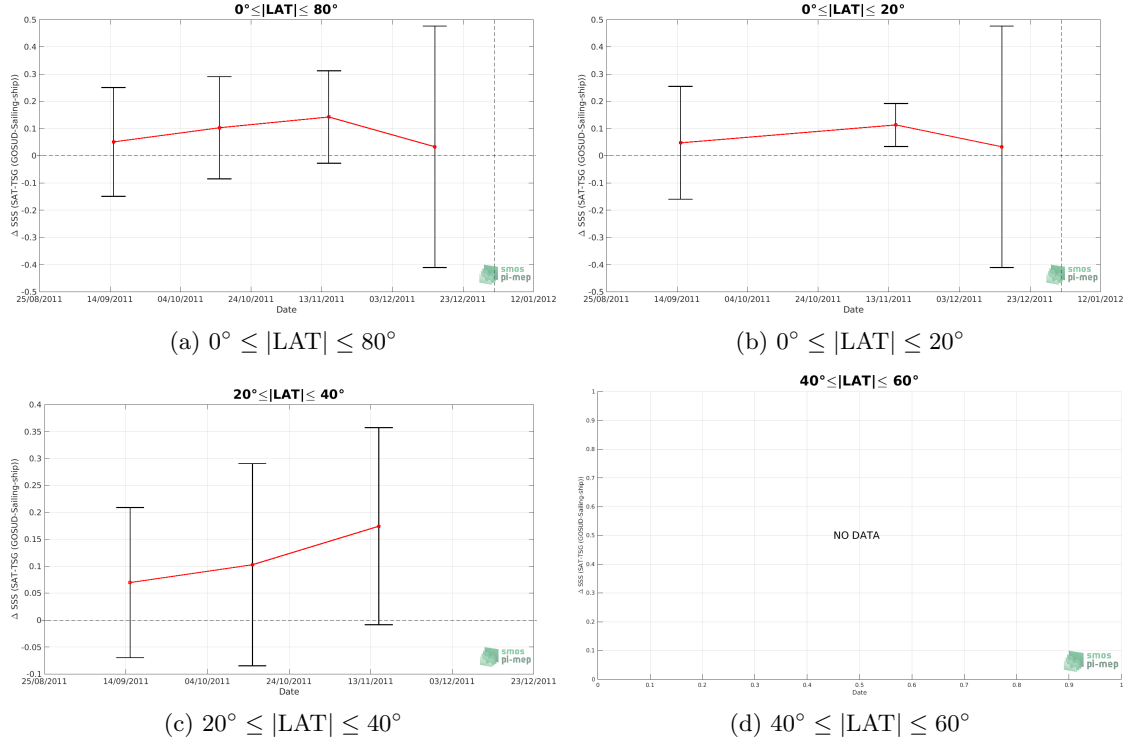 0°≤|LAT|≤ 80°
0.5
0.4
0.3
0.2
0.1
0
-0.1
-0.2
-0.3
-0.4
-0.5
Δ SSS (SAT-TSG (GOSUD-Sailing-ship))
25/08/2011 14/09/2011 04/10/2011 24/10/2011 13/11/2011 03/12/2011 23/12/2011 12/01/2012
Date
smos
pi-mep
(a) 0° ≤ |LAT| ≤ 80°
0°≤|LAT|≤ 20°
0.5
0.4
0.3
0.2
0.1
0
-0.1
-0.2
-0.3
-0.4
-0.5
Δ SSS (SAT-TSG (GOSUD-Sailing-ship))
25/08/2011 14/09/2011 04/10/2011 24/10/2011 13/11/2011 03/12/2011 23/12/2011 12/01/2012
Date
smos
pi-mep
(b) 0° ≤ |LAT| ≤ 20°
20°≤|LAT|≤ 40°
0.4
0.35
0.3
0.25
0.2
0.15
0.1
0.05
0
-0.05
-0.1
Δ SSS (SAT-TSG (GOSUD-Sailing-ship))
25/08/2011 14/09/2011 04/10/2011 24/10/2011 13/11/2011 03/12/2011 23/12/2011
Date
smos
pi-mep
(c) 20° ≤ |LAT| ≤ 40°
40°≤|LAT|≤ 60°
1
0.9
0.8
0.7
0.6
0.5
0.4
0.3
0.2
0.1
0
Δ SSS (SAT-TSG (GOSUD-Sailing-ship))
NO DATA
0 0.1 0.2 0.3 0.4 0.5 0.6 0.7 0.8 0.9 1
Date
smos
pi-mep
(d) 40° ≤ |LAT| ≤ 60°